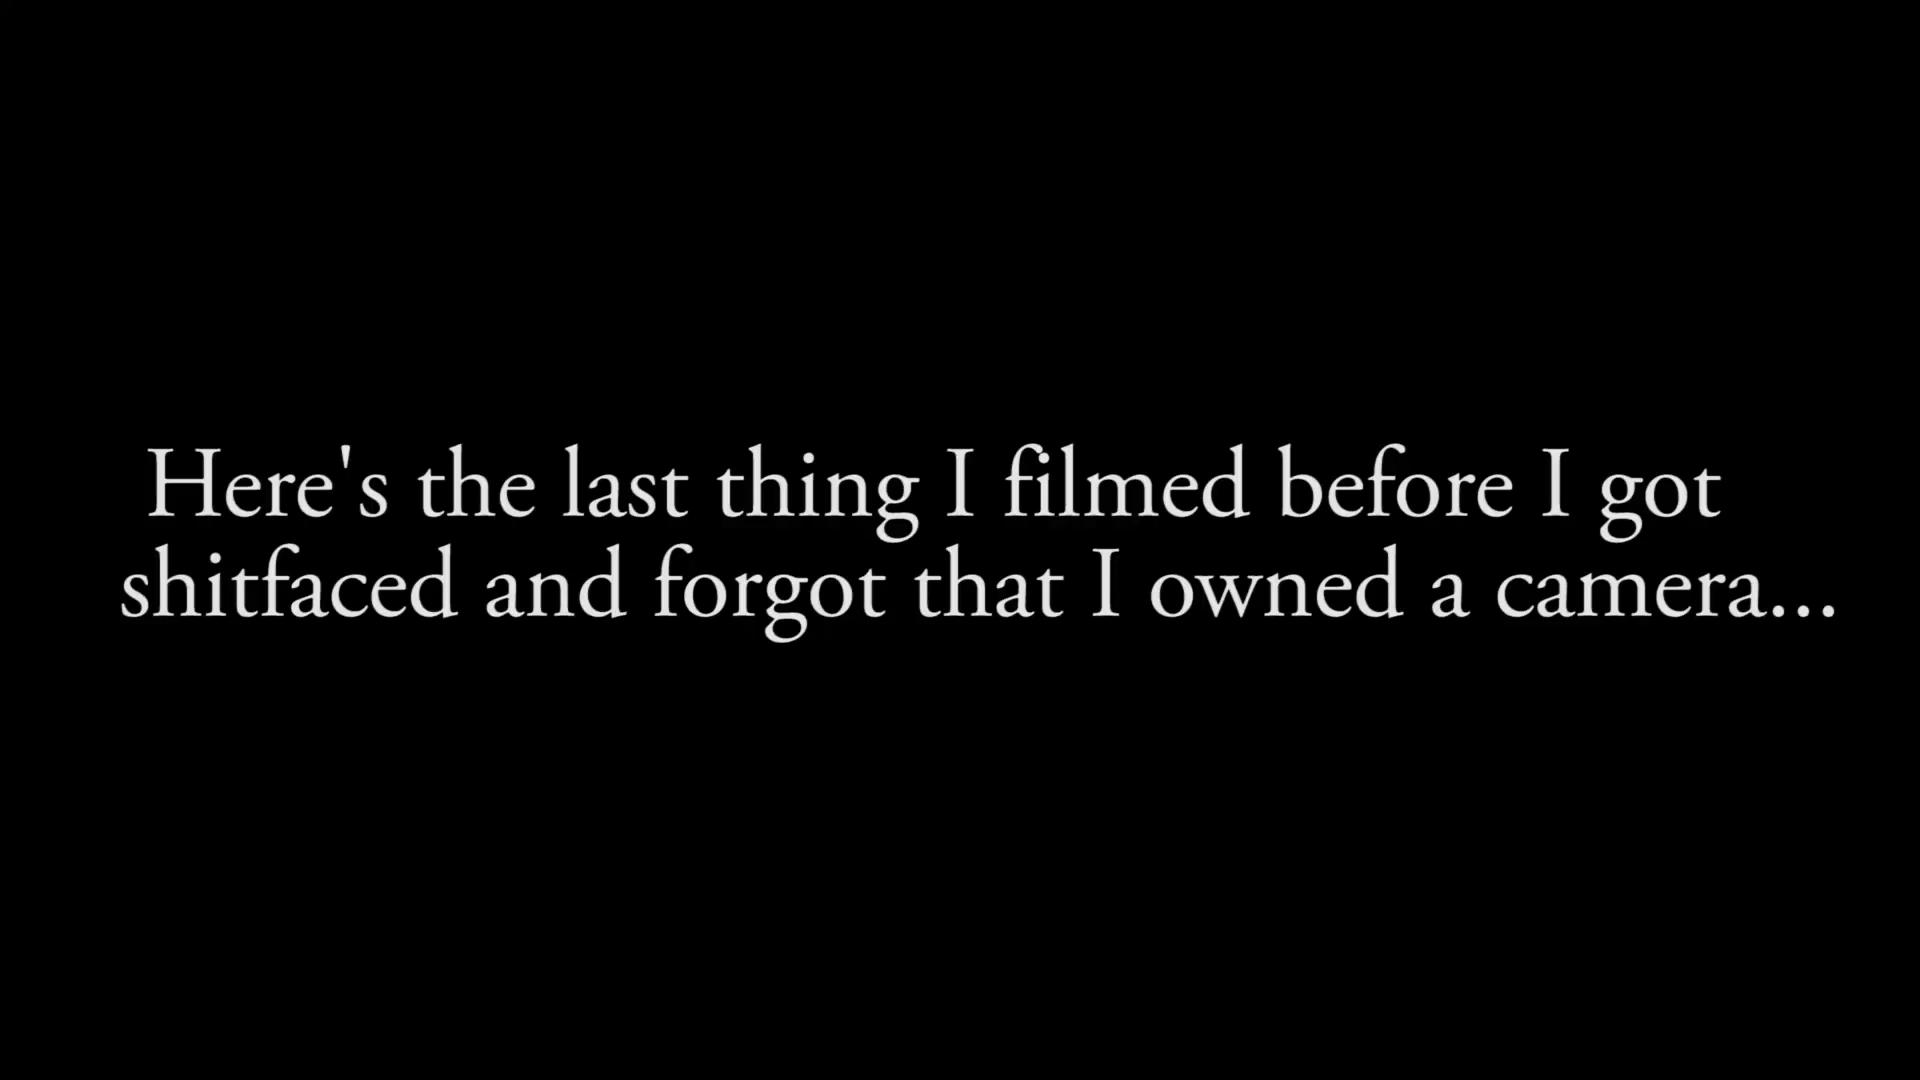 Here's the last thing I filmed before I got
shitfaced and forgot that I owned a camera...